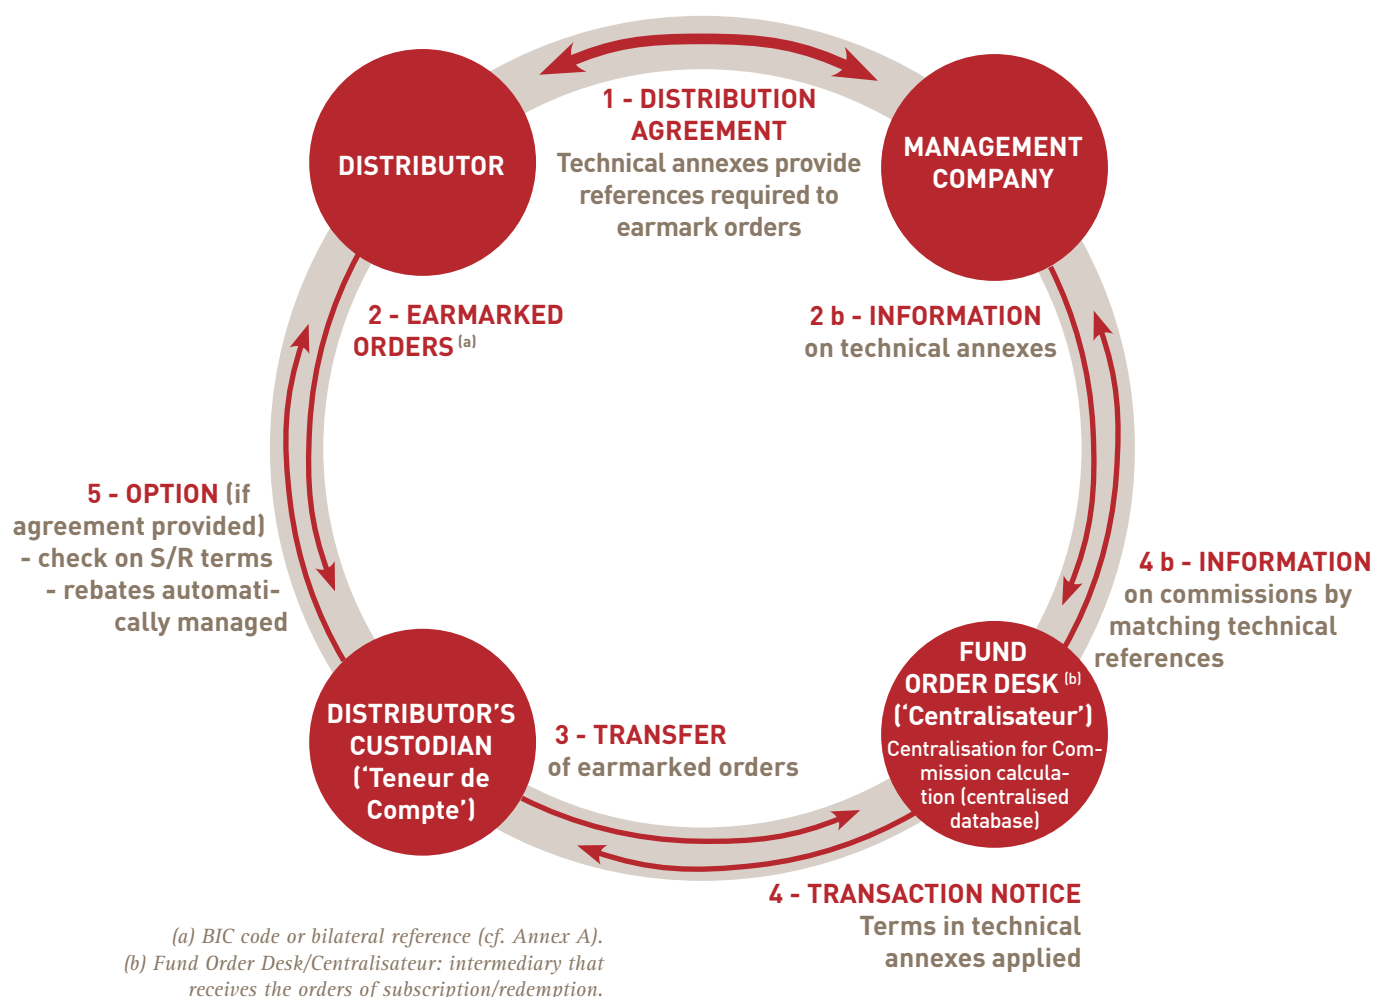 DISTRIBUTOR
1 - DISTRIBUTION
AGREEMENT
Technical annexes provide
references required to
earmark orders
MANAGEMENT
COMPANY
2 - EARMARKED
ORDERS (a)
2 b - INFORMATION
on technical annexes
5 - OPTION (if
agreement provided)
- check on S/R terms
- rebates automati-
cally managed
4 b - INFORMATION
on commissions by
matching technical
references
DISTRIBUTOR’S
CUSTODIAN
(‘Teneur de
Compte’)
3 - TRANSFER
of earmarked orders
FUND
ORDER DESK (b)
(‘Centralisateur’)
Centralisation for Com-
mission calcula-
tion (centralised
database)
4 - TRANSACTION NOTICE
Terms in technical
annexes applied
(a) BIC code or bilateral reference (cf. Annex A).
(b) Fund Order Desk/Centralisateur: intermediary that
receives the orders of subscription/redemption.